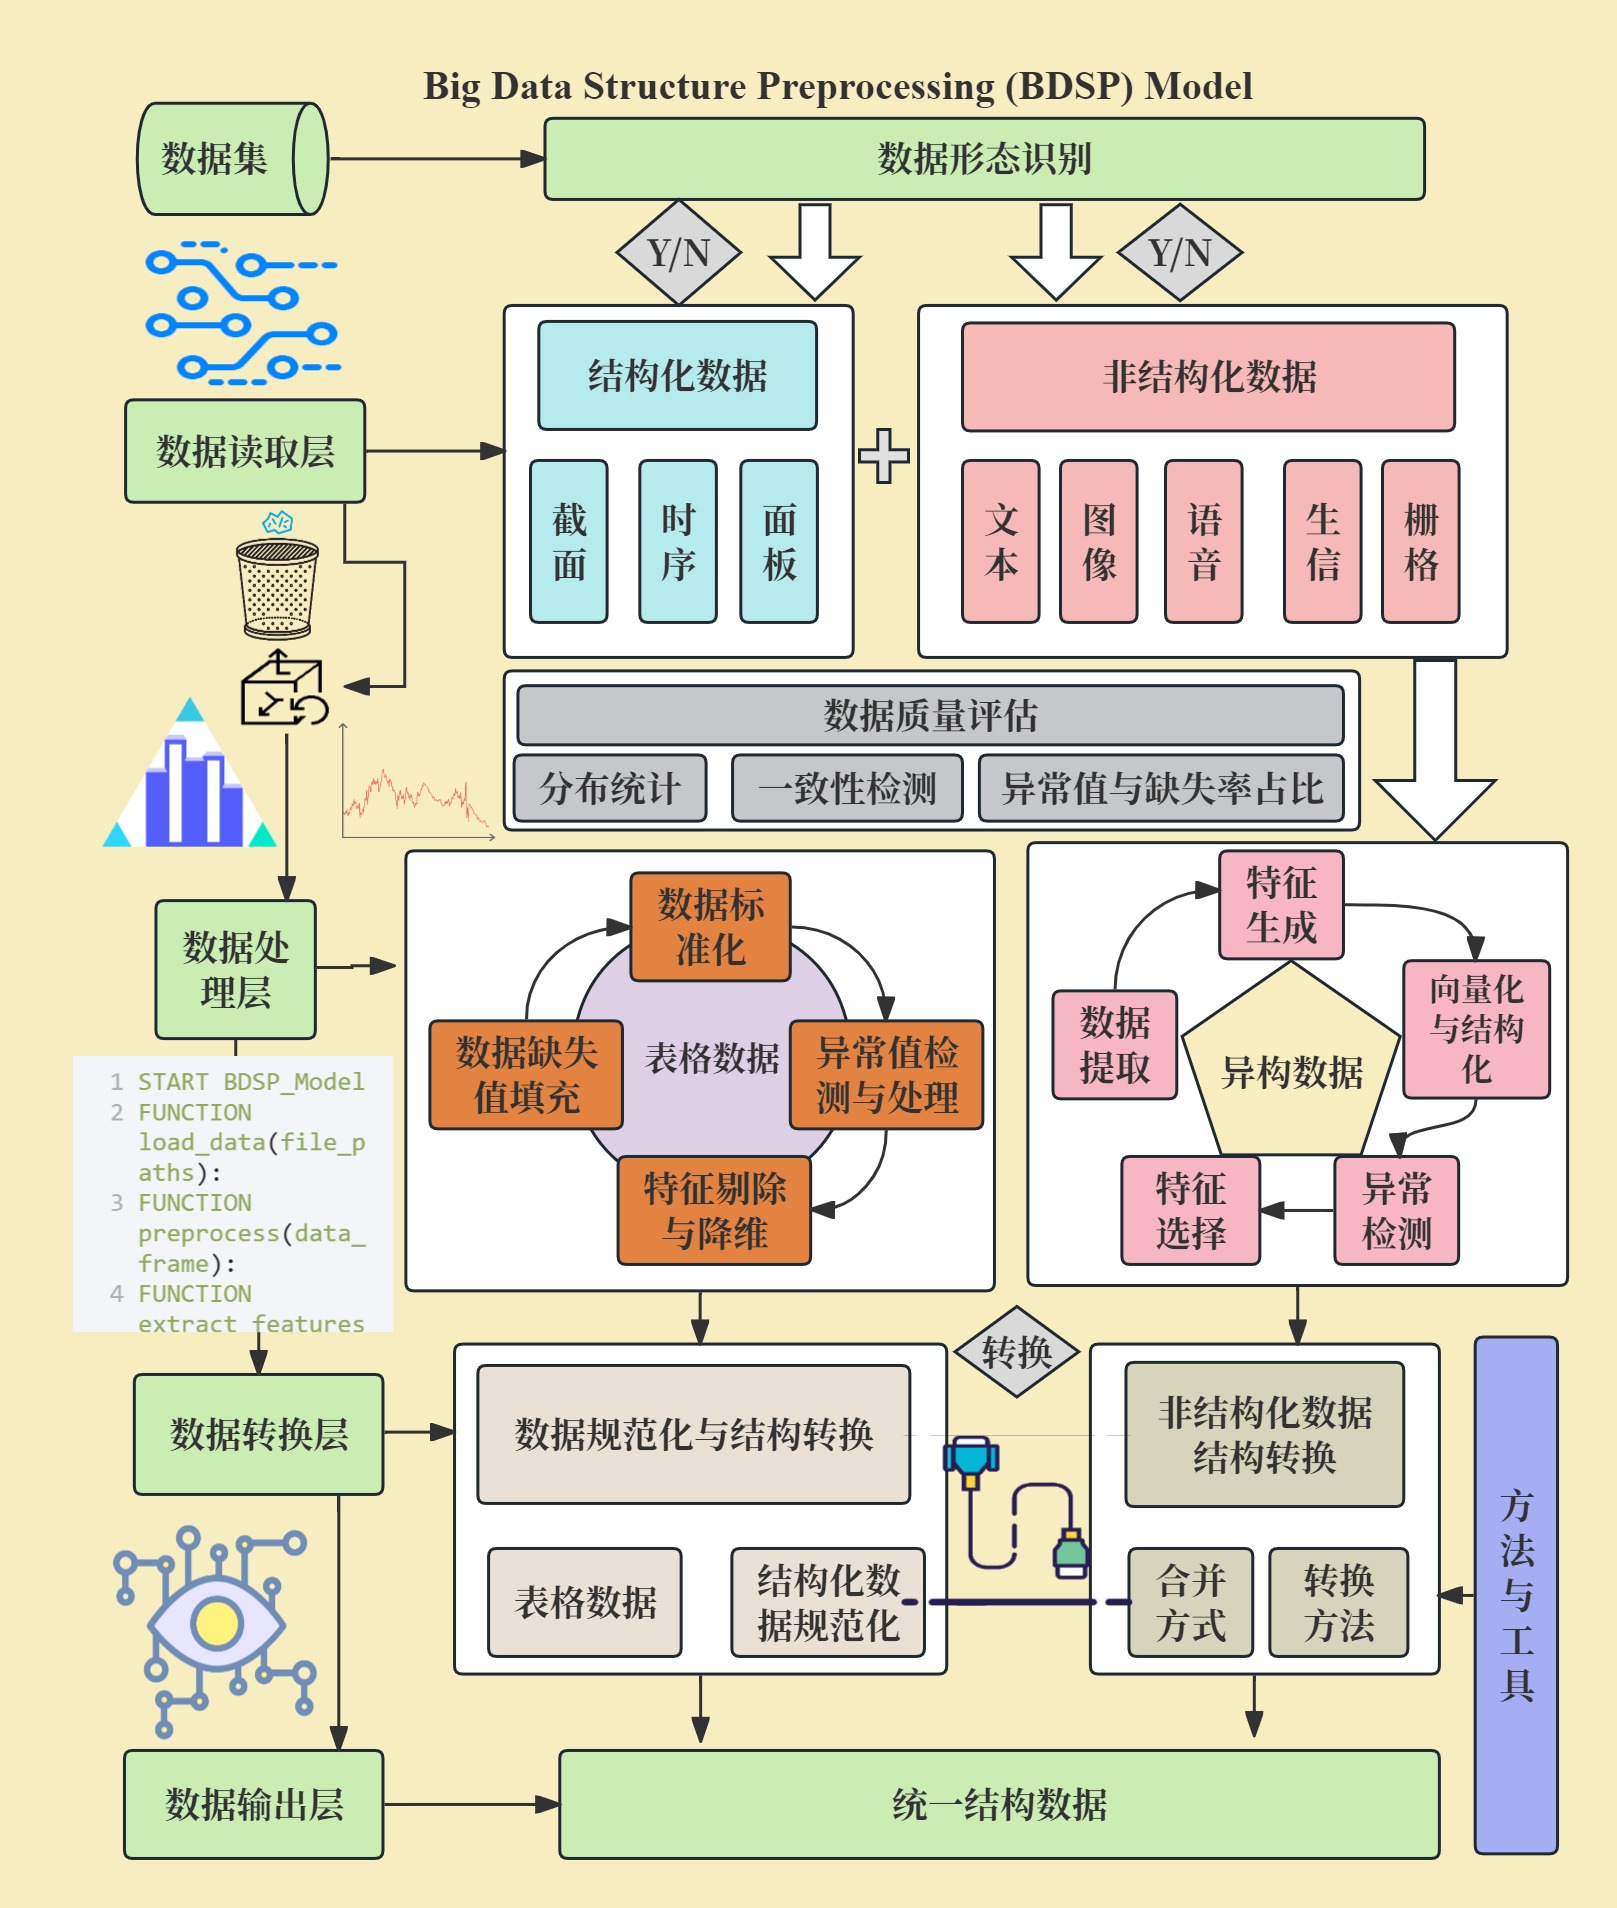 Big Data Structure Preprocessing (BDSP) Model
数据集
数据形态识别
Y/N
Y/N
结构化数据
非结构化数据
数据读取层
截
面
时
序
面
板
文
本
图
像
语
音
生
信
栅
格
数据质量评估
分布统计
一致性检测
异常值与缺失率占比
数据处
理层
数据标
准化
数据缺失
值填充
表格数据
异常值检
测与处理
特征剔除
与降维
特征
生成
数据
提取
向量化
与结构
化
异构数据
特征
选择
异常
检测
1 START BDSP_Model
2 FUNCTION
load_data(file_p
aths):
3 FUNCTION
preprocess(data_
frame):
4 FUNCTION
extract_features
转换
数据转换层
数据规范化与结构转换
非结构化数据
结构转换
表格数据
结构化数
据规范化
合并
方式
转换
方法
方
法
与
工
具
数据输出层
统一结构数据